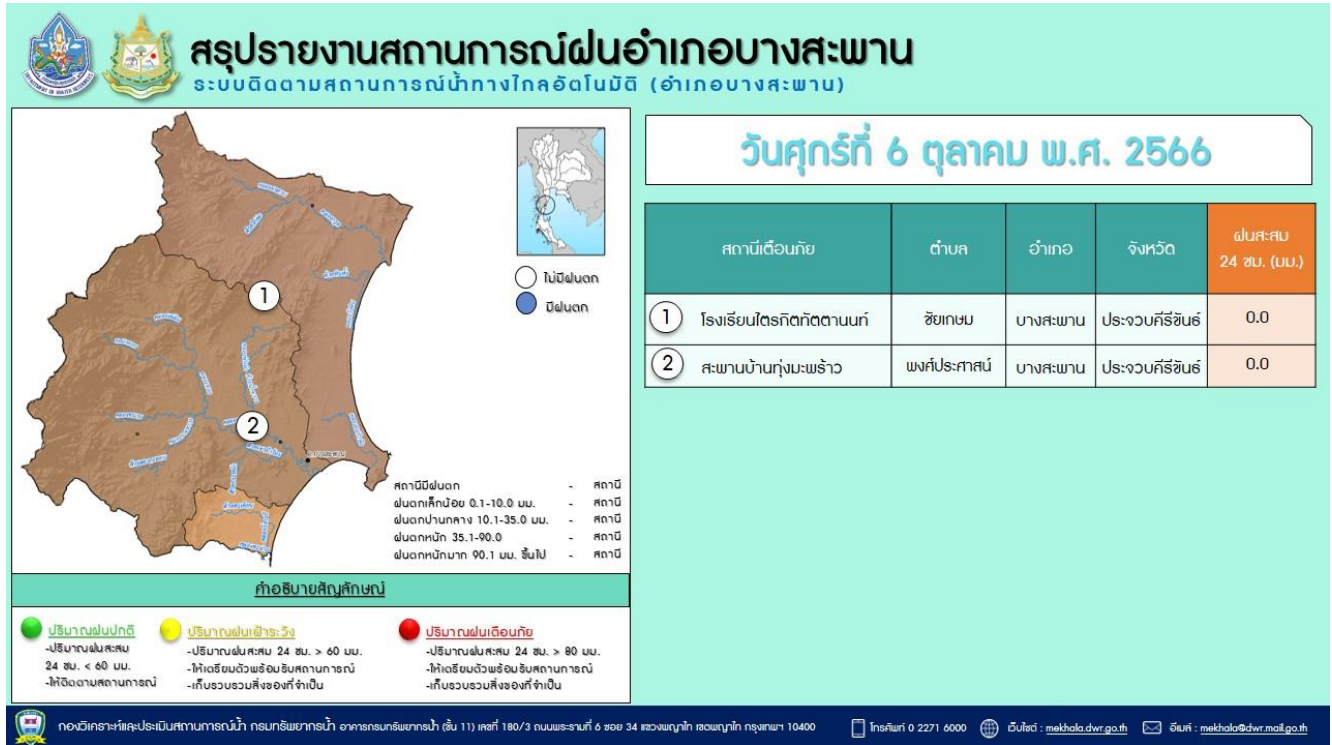 สรุปรายงานสถานการณ์ฝนอำเภอบางสะพาน
ระบบติดตามสถานการณ์น้ำทางไกลอัตโนมัติ (อำเภอบางสะพาน)
วันศุกร์ที่ 6 ตุลาคม พ.ศ. 2566
สถานีเตือนภัย ตำบล อำเภอ จังหวัด ฝนสะสม
24 ชม. (มม.)
1 โรงเรียนไตรกิตทัตตานนท์ ชัยเกษม บางสะพาน ประจวบคีรีขันธ์ 0.0
2 สะพานบ้านทุ่งมะพร้าว พงศ์ประศาสน์ บางสะพาน ประจวบคีรีขันธ์ 0.0
ไม่มีฝนตก
มีฝนตก
1
2
สถานีมีฝนตก - สถานี
ฝนตกเล็กน้อย 0.1-10.0 มม. - สถานี
ฝนตกปานกลาง 10.1-35.0 มม. - สถานี
ฝนตกหนัก 35.1-90.0 - สถานี
ฝนตกหนักมาก 90.1 มม. ขึ้นไป - สถานี
คำอธิบายสัญลักษณ์
ปริมาณฝนปกติ
-ปริมาณฝนสะสม
24 ชม. < 60 มม.
-ให้ติดตามสถานการณ์
ปริมาณฝนเฝ้าระวัง
-ปริมาณฝนสะสม 24 ชม. > 60 มม.
-ให้เตรียมตัวพร้อมรับสถานการณ์
-เก็บรวบรวมสิ่งของที่จำเป็น
ปริมาณฝนเตือนภัย
-ปริมาณฝนสะสม 24 ชม. > 80 มม.
-ให้เตรียมตัวพร้อมรับสถานการณ์
-เก็บรวบรวมสิ่งของที่จำเป็น
กองวิเคราะห์และประเมินสถานการณ์น้ำ กรมทรัพยากรน้ำ อาคารกรมทรัพยากรน้ำ (ชั้น 11) เลขที่ 180/3 ถนนพระรามที่ 6 ซอย 34 แขวงพญาไท เขตพญาไท กรุงเทพฯ 10400 โทรศัพท์ 0 2271 6000 เว็บไซต์ : mekhala.dwr.go.th อีเมล์ : mekhala@dwr.mail.go.th